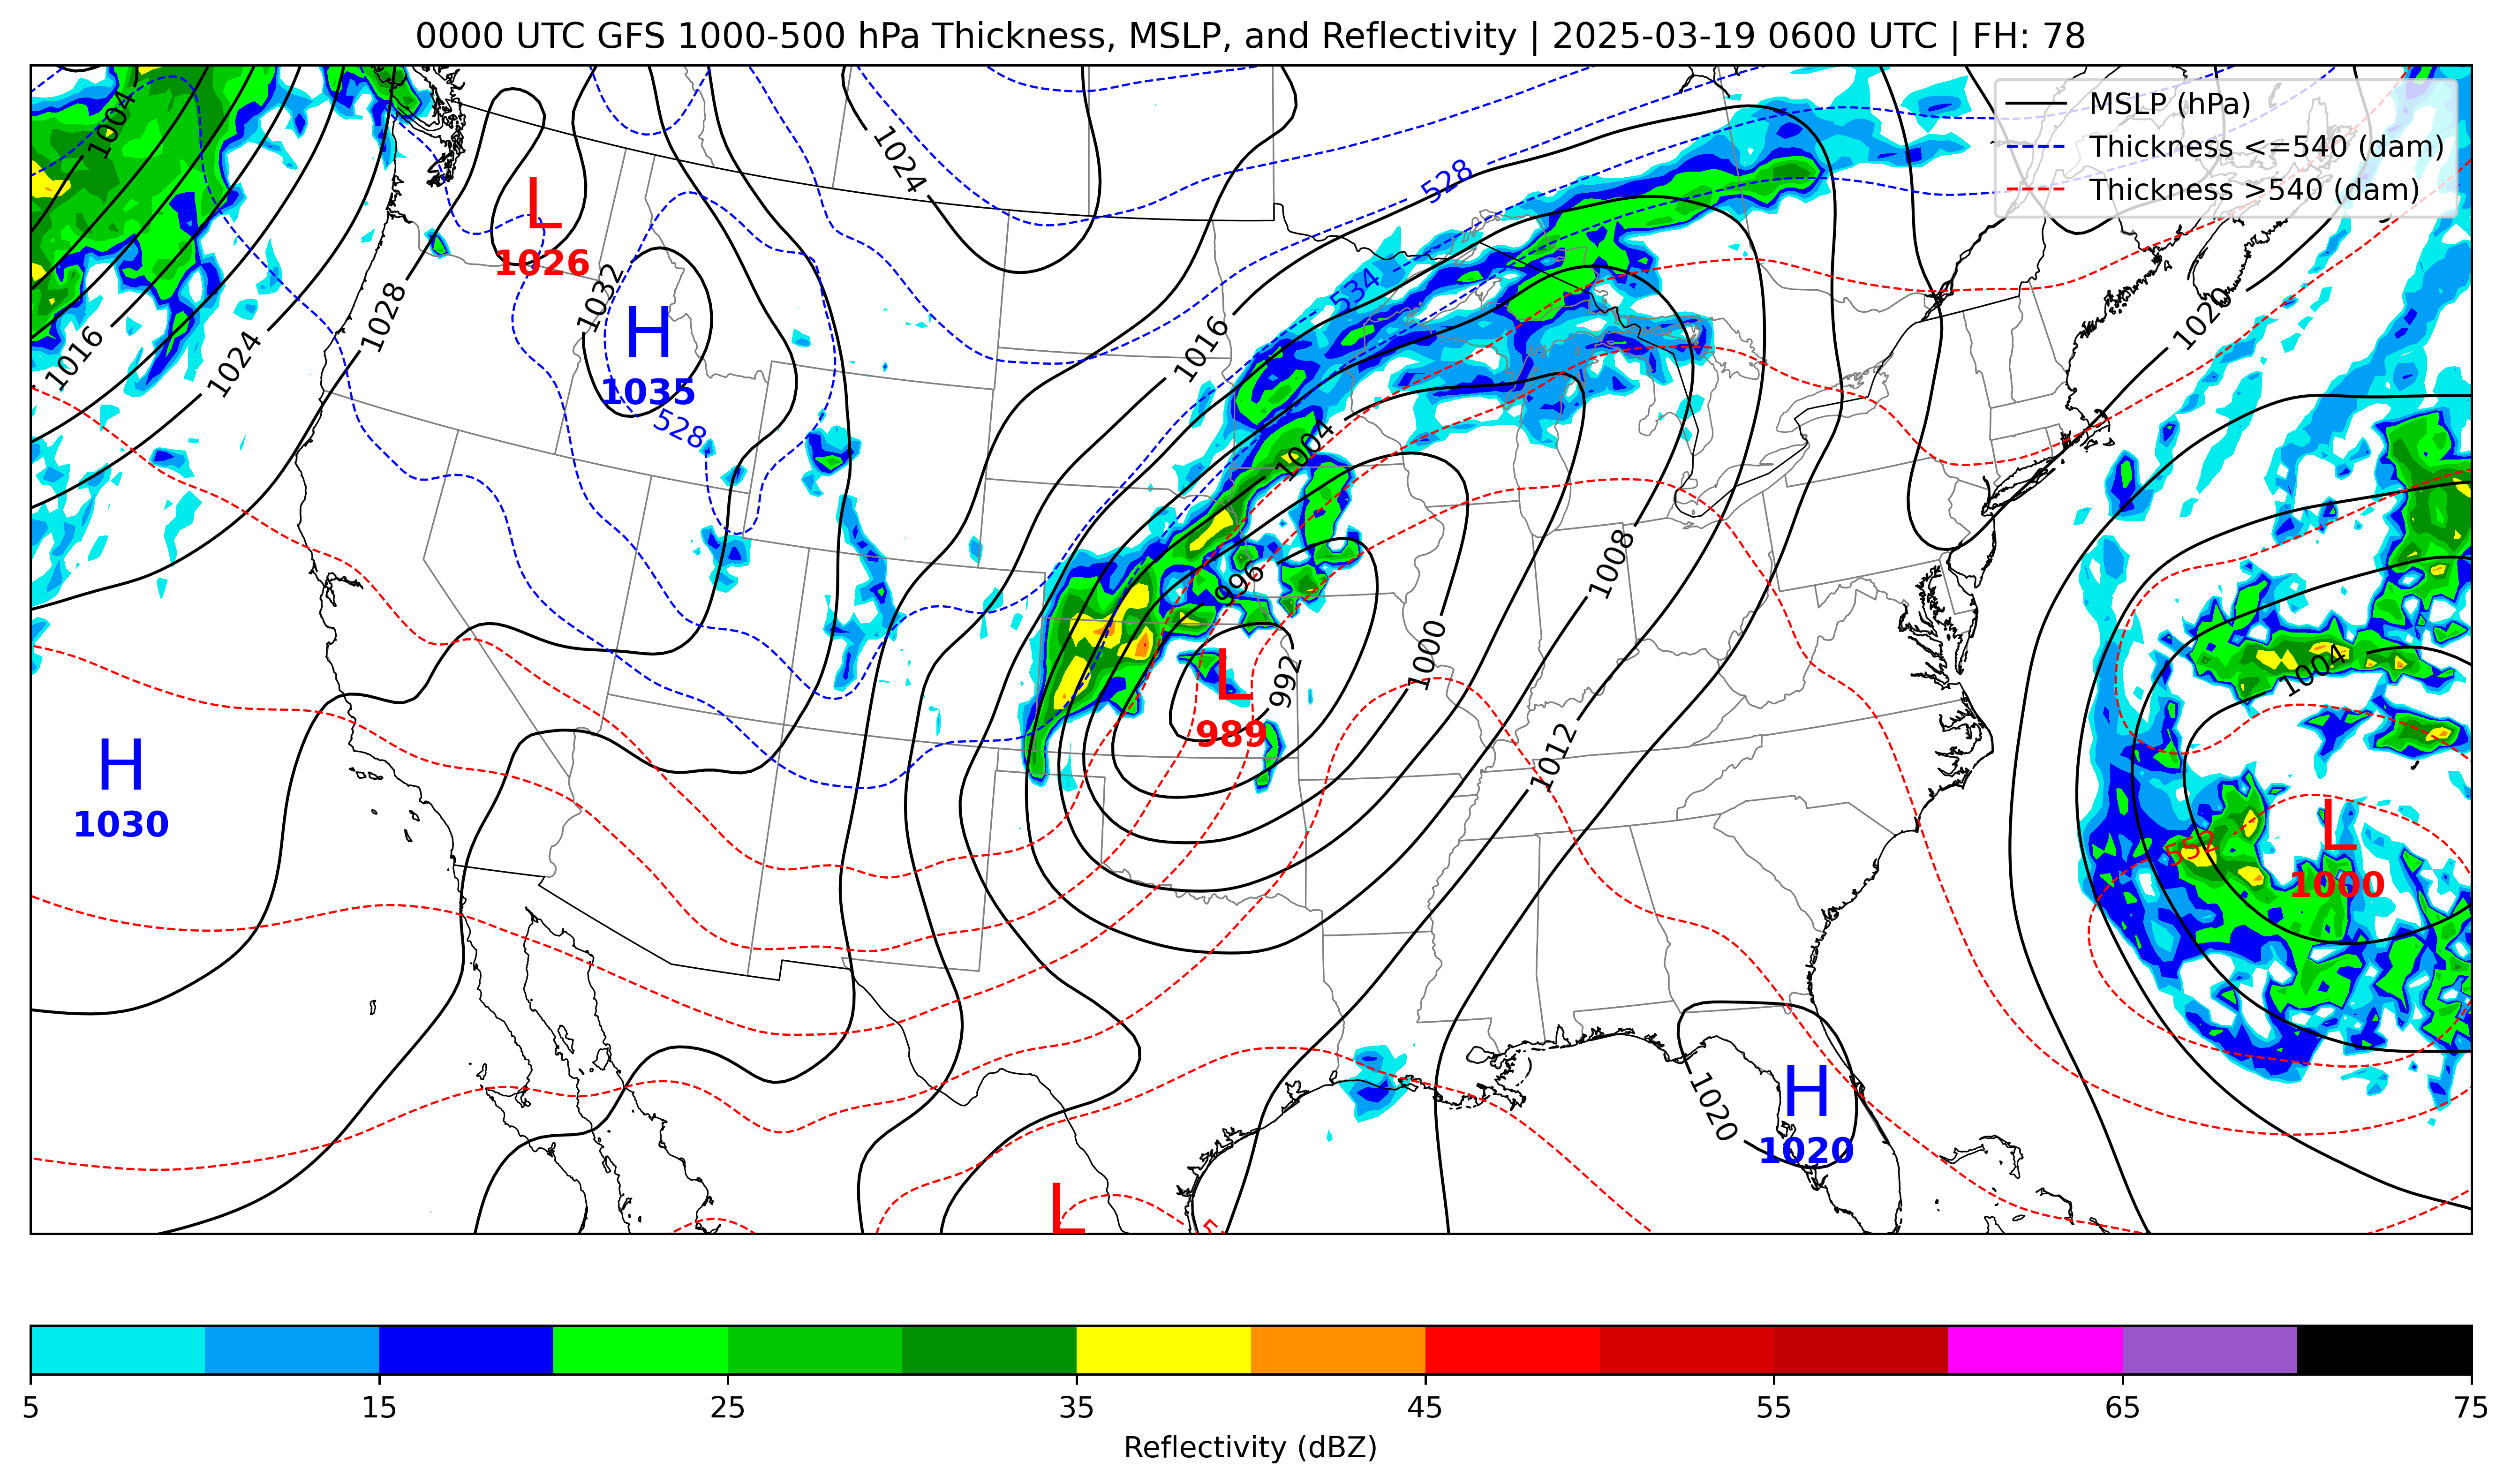 0000 UTC GFS 1000-500 hPa Thickness, MSLP, and Reflectivity | 2025-03-19 0600 UTC | FH: 78
MSLP (hPa)
Thickness <=540 (dam)
Thickness >540 (dam)
1004
1024
528
L
1026
1032
534
1020
H
1035
1028
1016
1024
1016
528
1004
1008
996
1000
992
L
989
1004
H
1030
1012
552
L
1000
H
1020
1020
L
5
5 15 25 35 45 55 65 75
Reflectivity (dBZ)